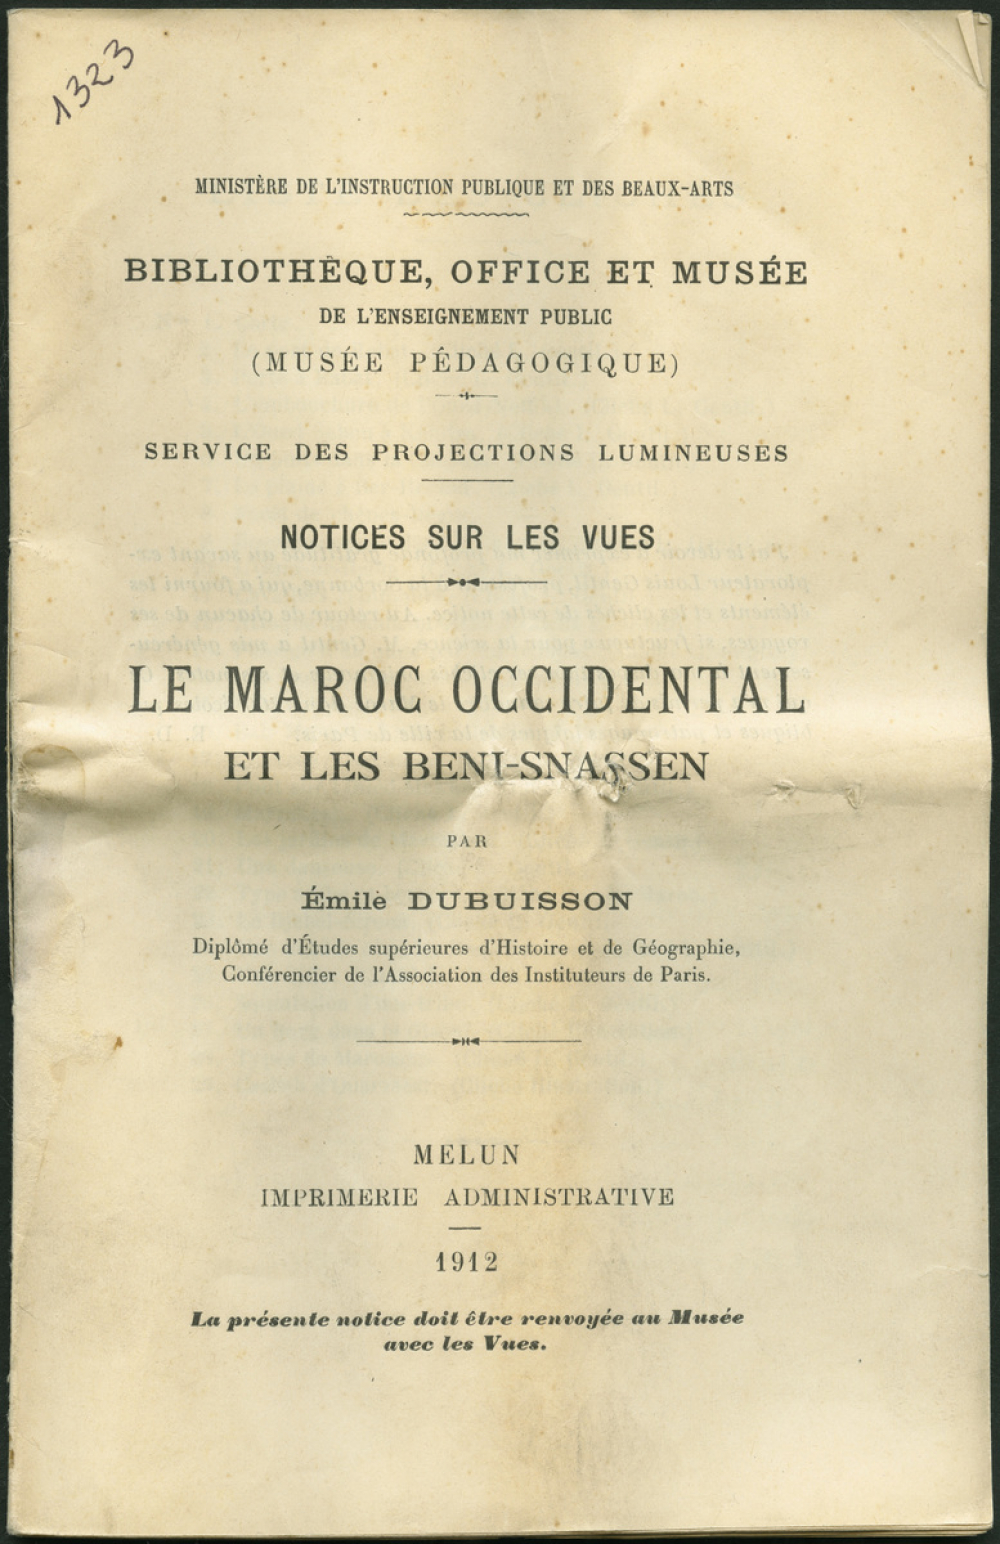 1323
MINISTÈRE DE L'INSTRUCTION PUBLIQUE ET DES BEAUX-ARTS
BIBLIOTHÈQUE, OFFICE ET MUSÉE
DE L'ENSEIGNEMENT PUBLIC
(MUSÉE PÉDAGOGIQUE)
SERVICE DES PROJECTIONS LUMINEUSES
NOTICES SUR LES VUES
LE MAROC OCCIDENTAL
ET LES BENI-SNASSEN
PAR
Émile DUBUISSON
Diplômé d'Études supérieures d'Histoire et de Géographie,
Conférencier de l'Association des Instituteurs de Paris.
MELUN
IMPRIMERIE ADMINISTRATIVE
1912
La présente notice doit être renvoyée au Musée
avec les Vues.